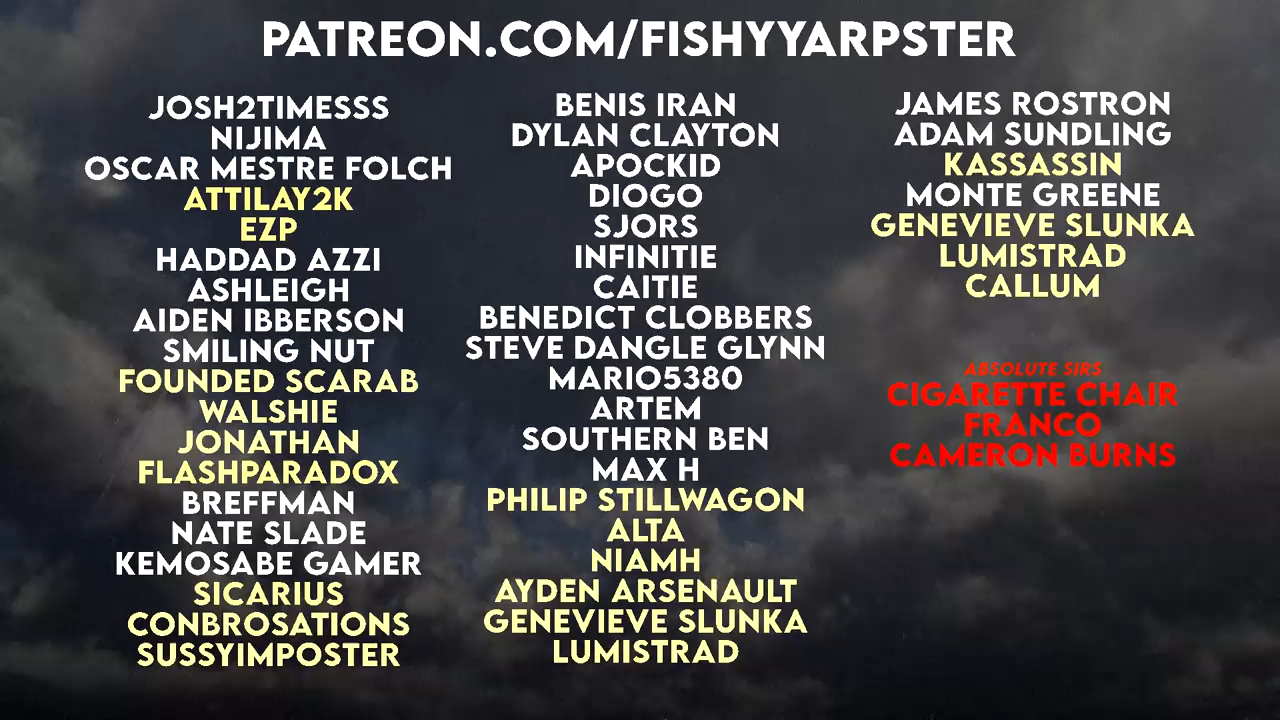 PATREON.COM/FISHYYARPSTER
JOSH2TIMESSS
NIJIMA
OSCAR MESTRE FOLCH
ATTILAY2K
EZP
HADDAD AZZI
ASHLEIGH
AIDEN IBBERSON
SMILING NUT
FOUNDED SCARAB
WALSHIE
JONATHAN
FLASHPARADOX
BREFFMAN
NATE SLADE
KEMOSABE GAMER
SICARIUS
CONBROSATIONS
SUSSYIMPOSTER
BENIS IRAN
DYLAN CLAYTON
APOCKID
DIOGO
SJORS
INFINITIE
CAITIE
BENEDICT CLOBBERS
STEVE DANGLE GLYNN
MARIO5380
ARTEM
SOUTHERN BEN
MAX H
PHILIP STILLWAGON
ALTA
NIAMH
AYDEN ARSENAULT
GENEVIEVE SLUNKA
LUMISTRAD
JAMES ROSTRON
ADAM SUNDLING
KASSASSIN
MONTE GREENE
GENEVIEVE SLUNKA
LUMISTRAD
CALLUM
ABSOLUTE SIRS
CIGARETTE CHAIR
FRANCO
CAMERON BURNS